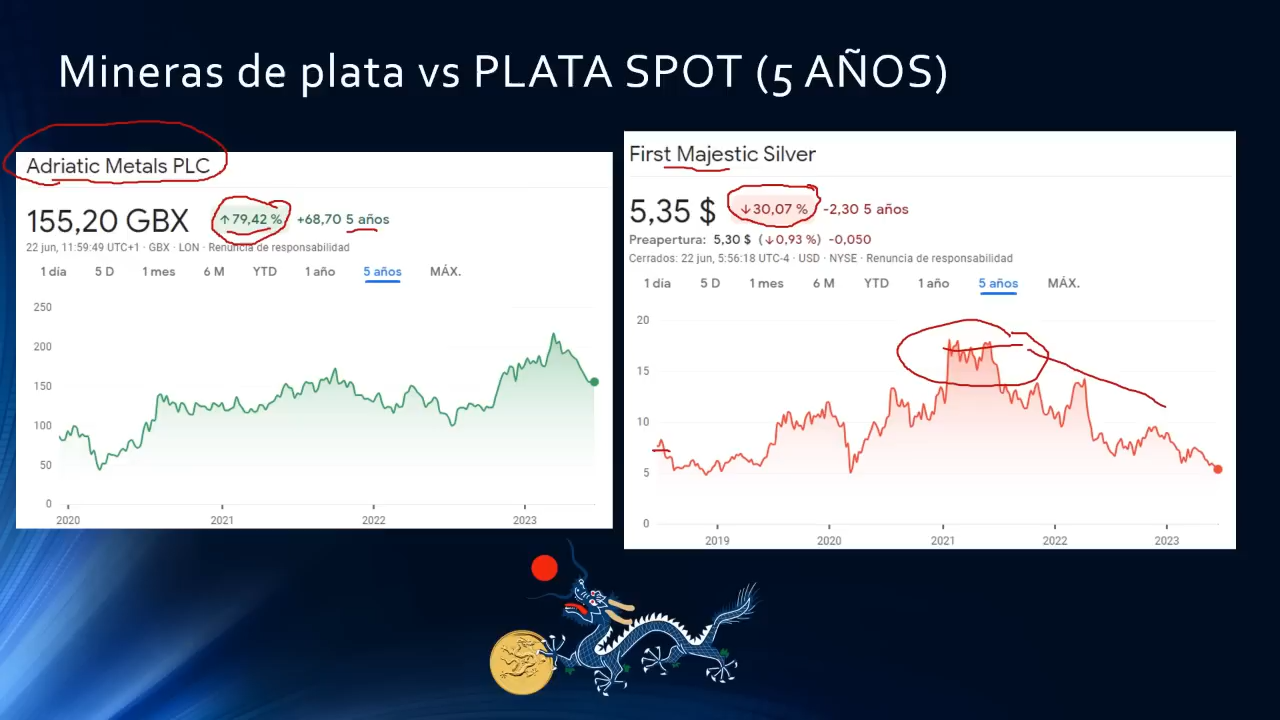 Mineras de plata vs PLATA SPOT (5 AÑOS)
Adriatic Metals PLC
155,20 GBX ↑79,42 % +68,70 5 años
22 jun, 11:59:49 UTC+1 · GBX · LON · Renuncia de responsabilidad
1 día 5 D 1 mes 6 M YTD 1 año 5 años MÁX.
250
200
150
100
50
0
2020 2021 2022 2023
First Majestic Silver
5,35 $ ↓30,07 % -2,30 5 años
Preapertura: 5,30 $ (↓0,93 %) -0,050
Cerrados: 22 jun, 5:56:18 UTC-4 · USD · NYSE · Renuncia de responsabilidad
1 día 5 D 1 mes 6 M YTD 1 año 5 años MÁX.
20
15
10
5
0
2019 2020 2021 2022 2023